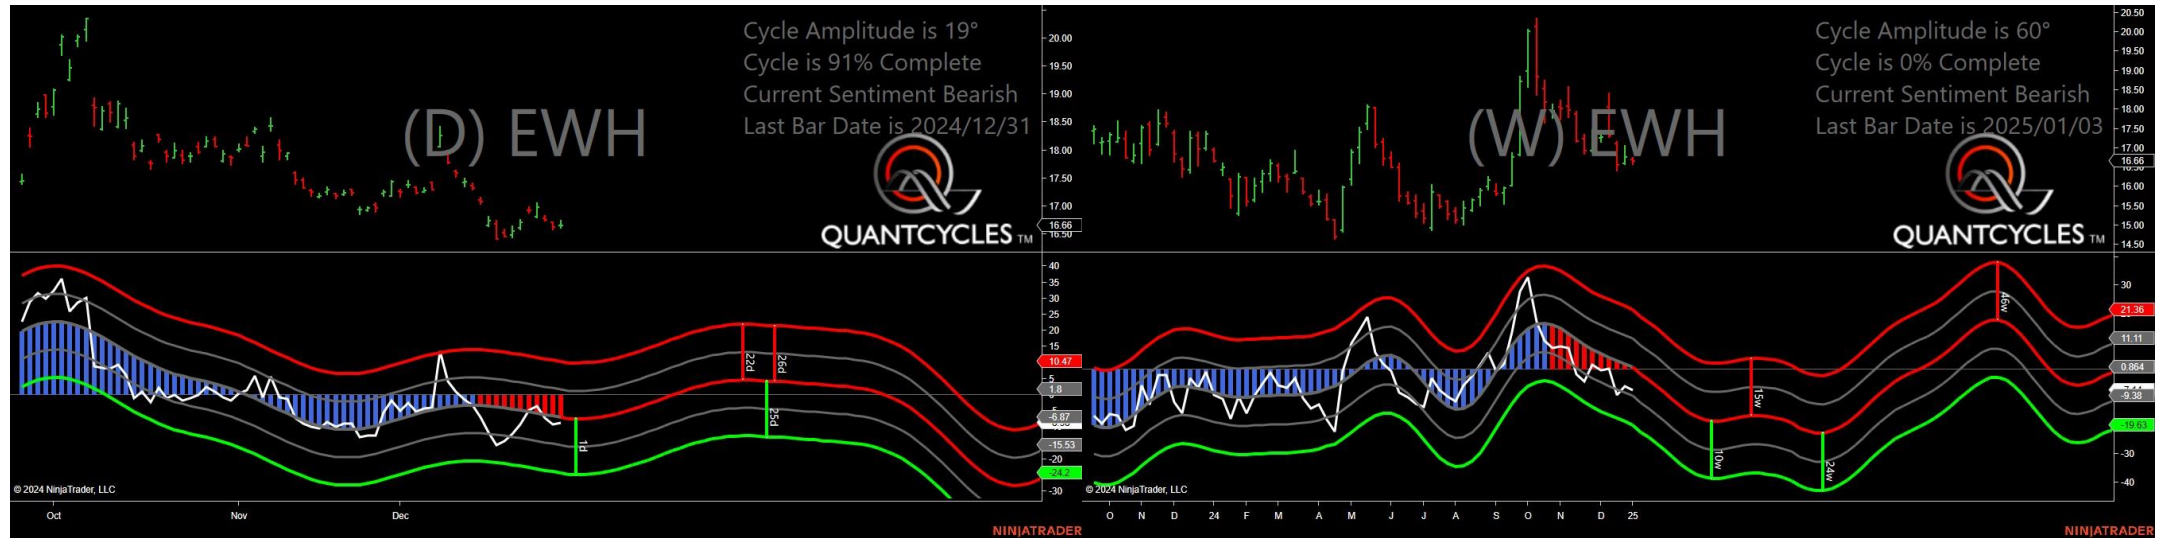 Cycle Amplitude is 19°
Cycle is 91% Complete
Current Sentiment Bearish
Last Bar Date is 2024/12/31
(D) EWH
QUANTCYCLES TM
20.00
19.50
19.00
18.50
18.00
17.50
17.00
16.66
16.50
40
35
30
25
20
15
10.47
5
1.8
-6.87
-15.53
-20
-24.2
-30
22d
26d
25d
1d
© 2024 NinjaTrader, LLC
Oct Nov Dec
NINJATRADER
Cycle Amplitude is 60°
Cycle is 0% Complete
Current Sentiment Bearish
Last Bar Date is 2025/01/03
(W) EWH
QUANTCYCLES TM
20.50
20.00
19.50
19.00
18.50
18.00
17.50
17.00
16.66
16.00
15.50
15.00
14.50
30
21.36
11.11
0.864
-9.38
-19.63
-30
-40
46w
15w
10w
24w
© 2024 NinjaTrader, LLC
O N D 24 F M A M J J A S O N D 25
NINJATRADER